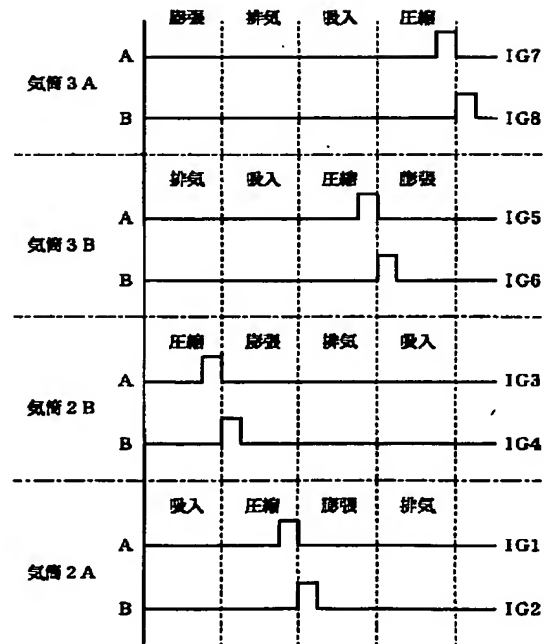 膨張 排気 吸入 圧縮
A IG7
気筒3A
B IG8
排気 吸入 圧縮 膨張
A IG5
気筒3B
B IG6
圧縮 膨張 排気 吸入
A IG3
気筒2B
B IG4
吸入 圧縮 膨張 排気
A IG1
気筒2A
B IG2